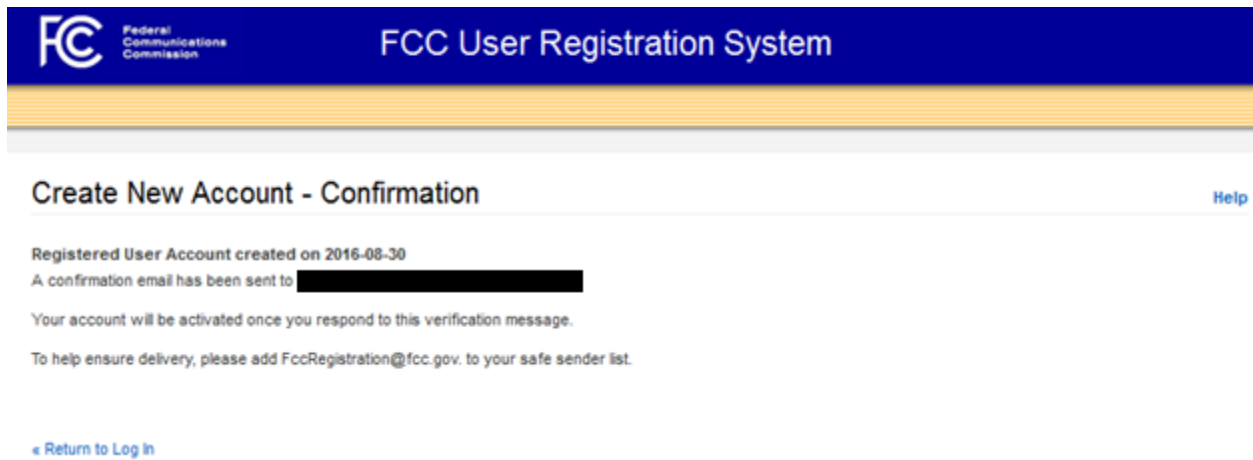 FCC
Federal
Communications
Commission
FCC User Registration System
Create New Account - Confirmation
Help
Registered User Account created on 2016-08-30
A confirmation email has been sent to
Your account will be activated once you respond to this verification message.
To help ensure delivery, please add FccRegistration@fcc.gov. to your safe sender list.
« Return to Log In